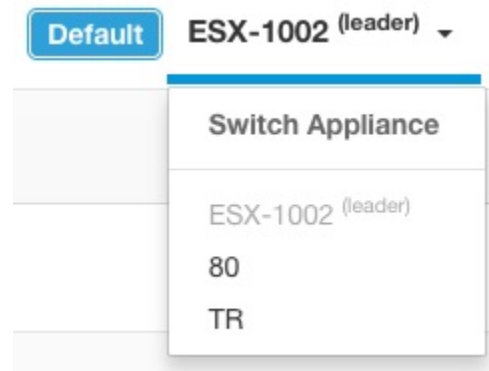 Default ESX-1002 (leader)
Switch Appliance
ESX-1002 (leader)
80
TR